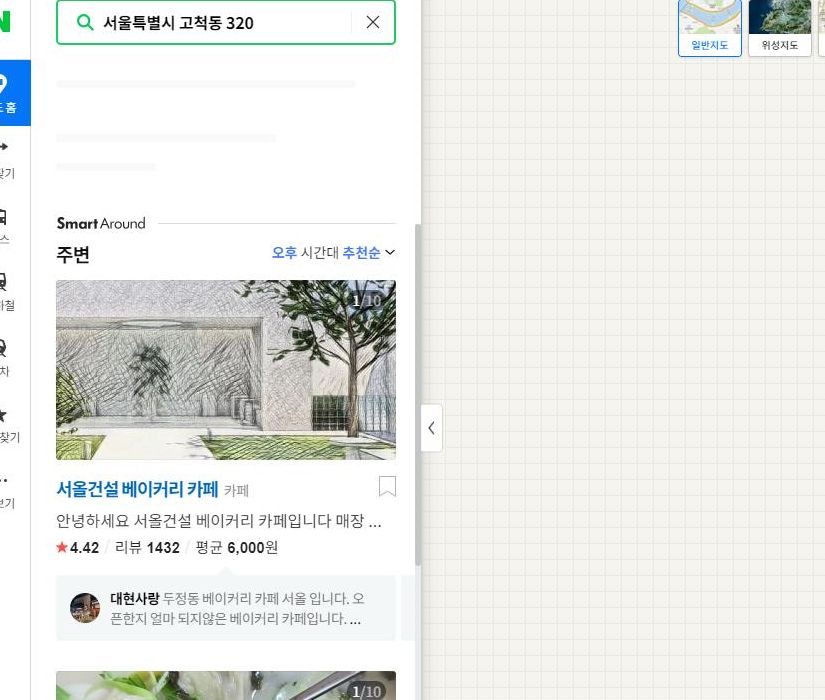 N
서울특별시 고척동 320
일반지도
위성지도
홈
찾기
스
하철
차
찾기
보기
Smart Around
주변
오후 시간대 추천순
1/10
서울건설 베이커리 카페 카페
안녕하세요 서울건설 베이커리 카페입니다 매장 ...
4.42 / 리뷰 1432 / 평균 6,000원
대현사랑 두정동 베이커리 카페 서울 입니다. 오
픈한지 얼마 되지않은 베이커리 카페입니다. ...
1/10